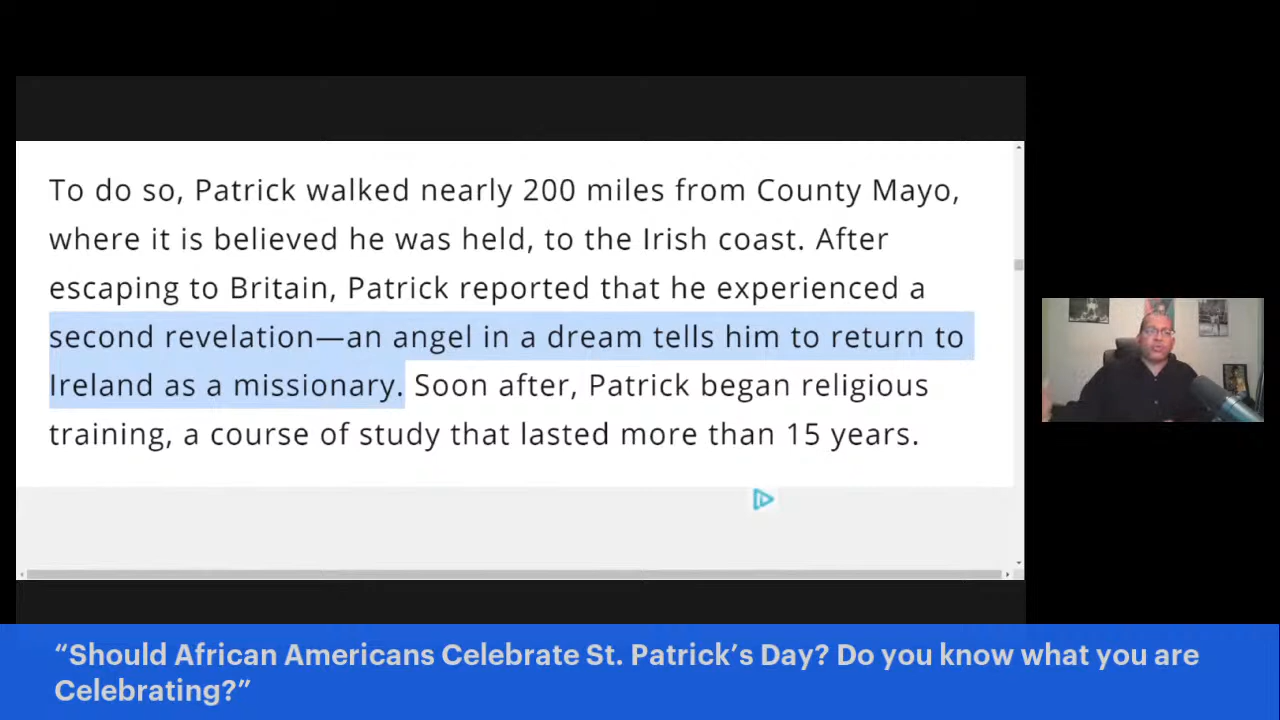 To do so, Patrick walked nearly 200 miles from County Mayo,
where it is believed he was held, to the Irish coast. After
escaping to Britain, Patrick reported that he experienced a
second revelation—an angel in a dream tells him to return to
Ireland as a missionary. Soon after, Patrick began religious
training, a course of study that lasted more than 15 years.
“Should African Americans Celebrate St. Patrick’s Day? Do you know what you are
Celebrating?”